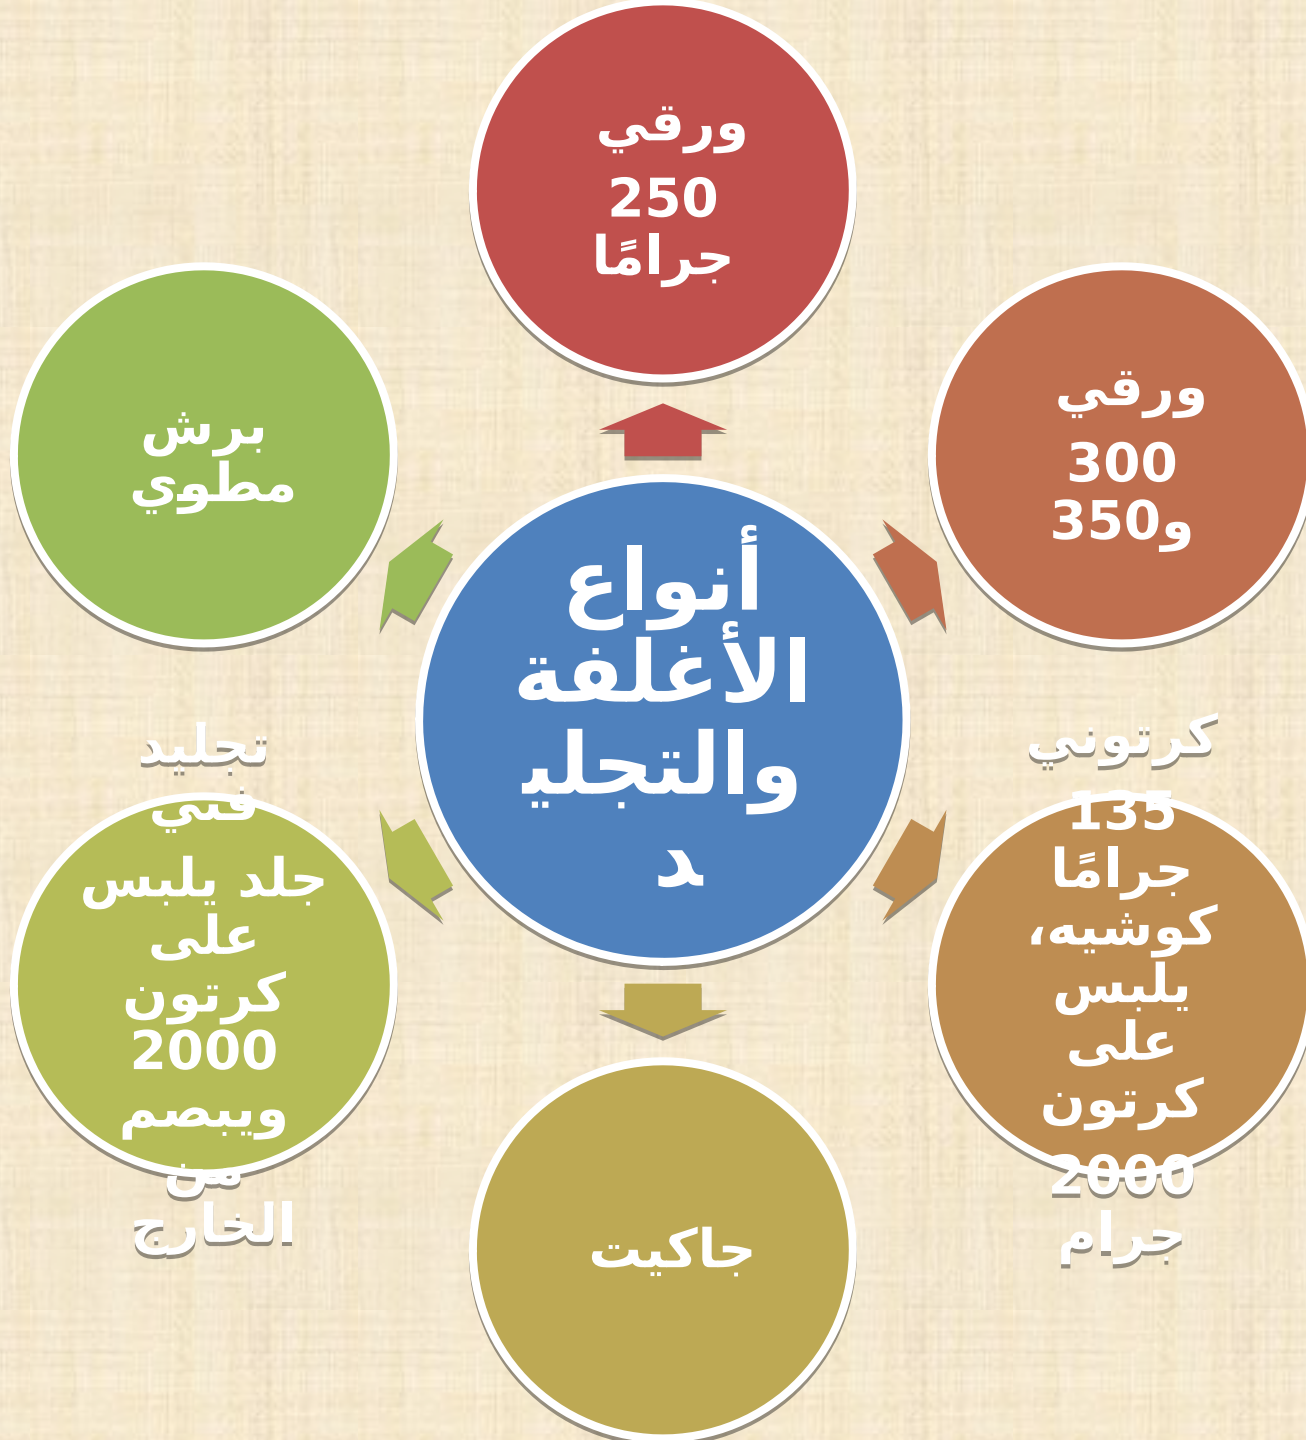 أنواع
الأغلفة
والتجلي
د
ورقي
250
جرامًا
ورقي
300
و350
كرتوني
135
جرامًا
كوشيه،
يلبس
على
كرتون
2000
جرام
جاكيت
تجليد
فني
جلد يلبس
على
كرتون
2000
ويبصم
من
الخارج
برش
مطوي